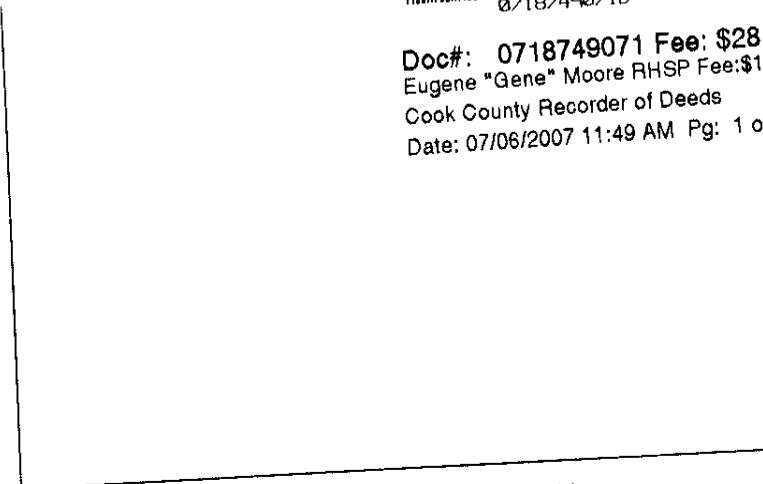 Doc#: 0718749071 Fee: $28
Eugene "Gene" Moore RHSP Fee:$1
Cook County Recorder of Deeds
Date: 07/06/2007 11:49 AM Pg: 1 o